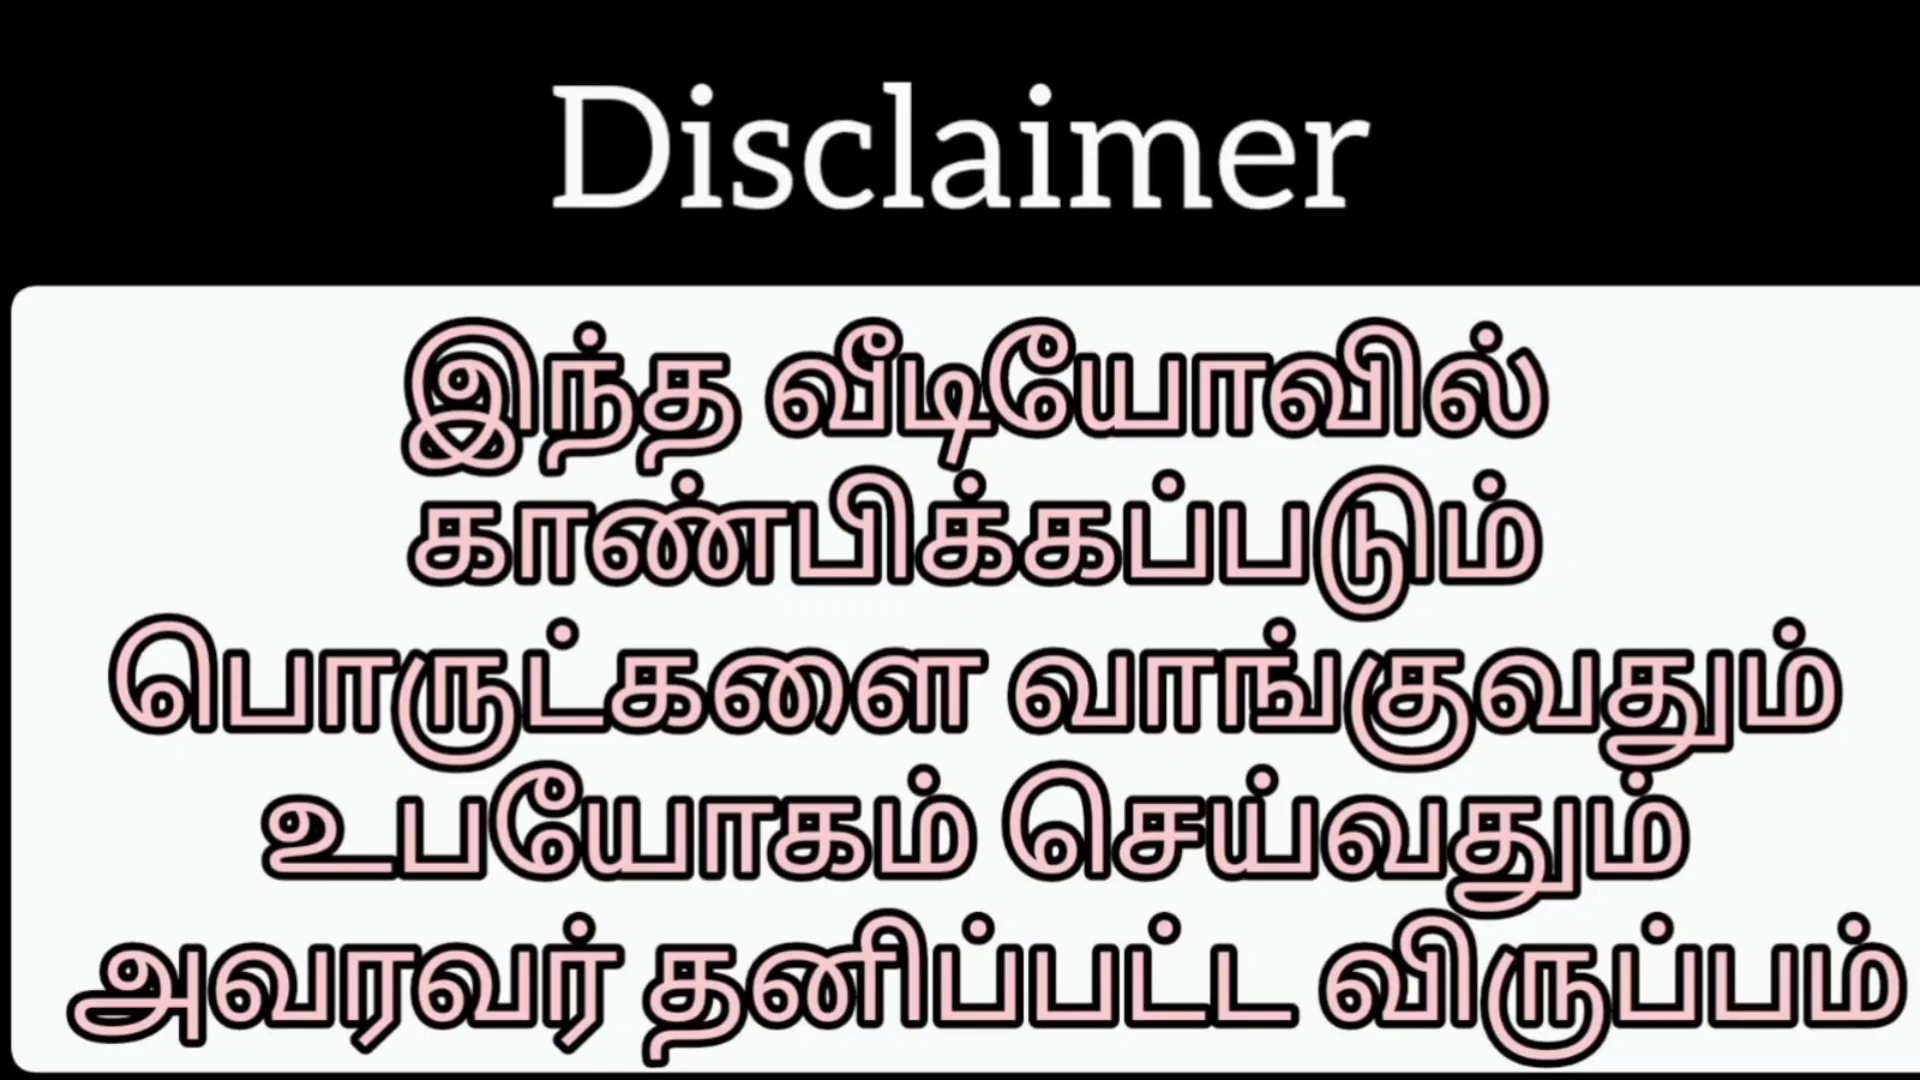 Disclaimer
இந்த வீடியோவில்
காண்பிக்கப்படும்
பொருட்களை வாங்குவதும்
உபயோகம் செய்வதும்
அவரவர் தனிப்பட்ட விருப்பம்